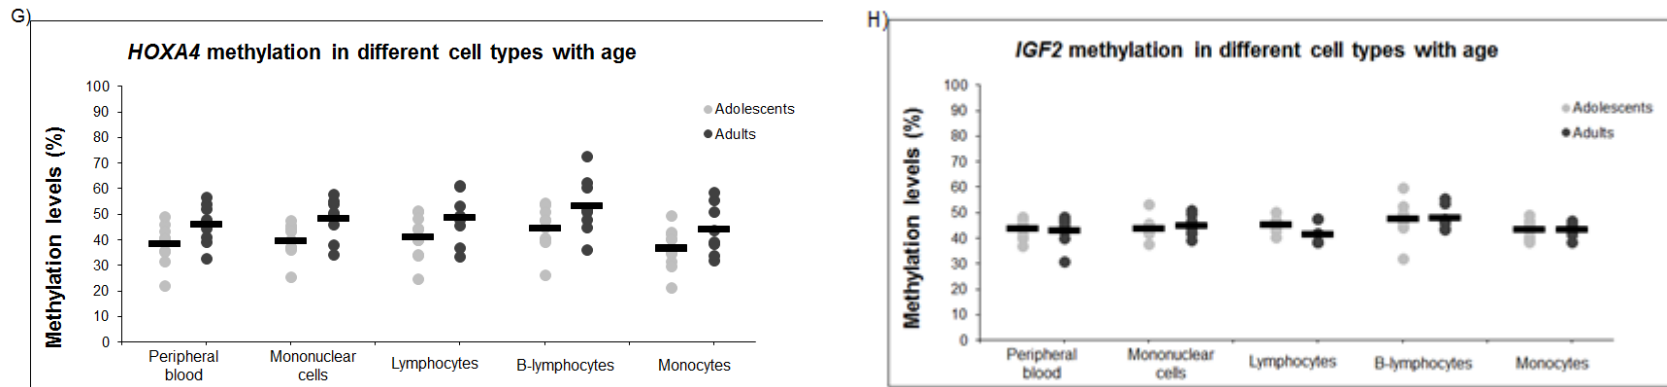 G)
HOXA4 methylation in different cell types with age
Methylation levels (%)
100
90
80
70
60
50
40
30
20
10
0
Adolescents
Adults
Peripheral
blood
Mononuclear
cells
Lymphocytes
B-lymphocytes
Monocytes
H)
IGF2 methylation in different cell types with age
Methylation levels (%)
100
90
80
70
60
50
40
30
20
10
0
Adolescents
Adults
Peripheral
blood
Mononuclear
cells
Lymphocytes
B-lymphocytes
Monocytes